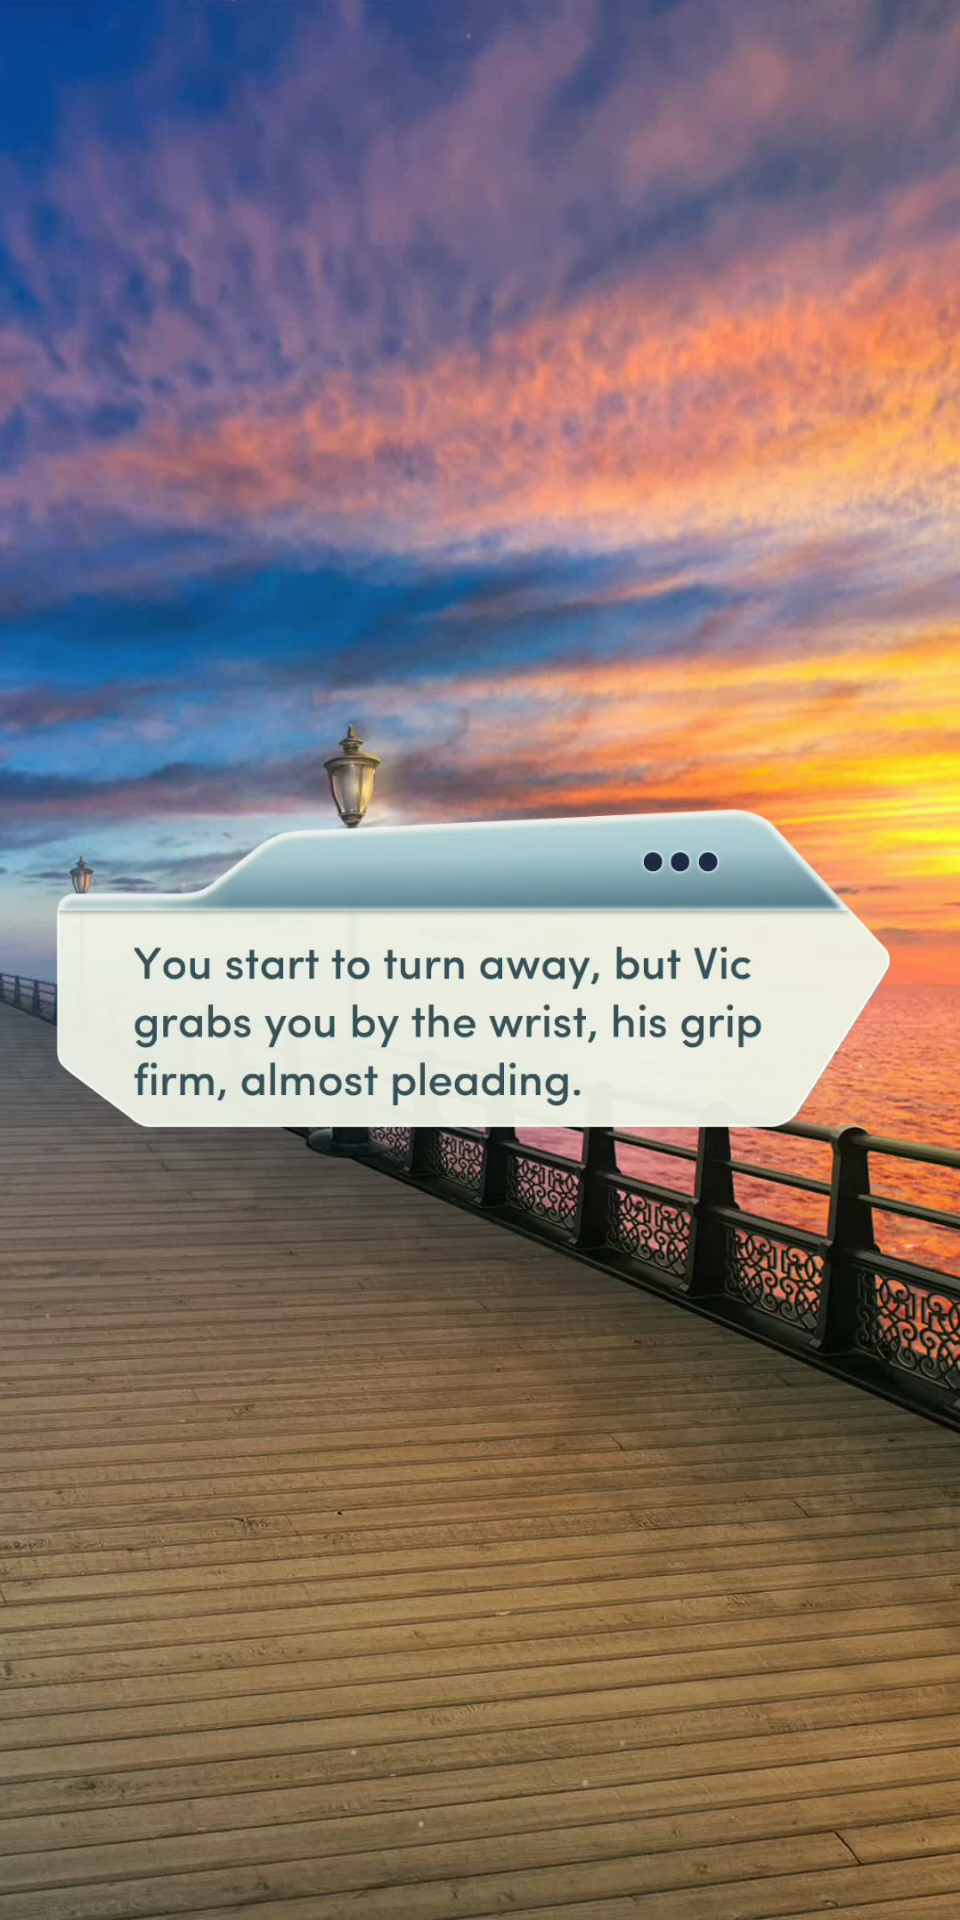 You start to turn away, but Vic
grabs you by the wrist, his grip
firm, almost pleading.